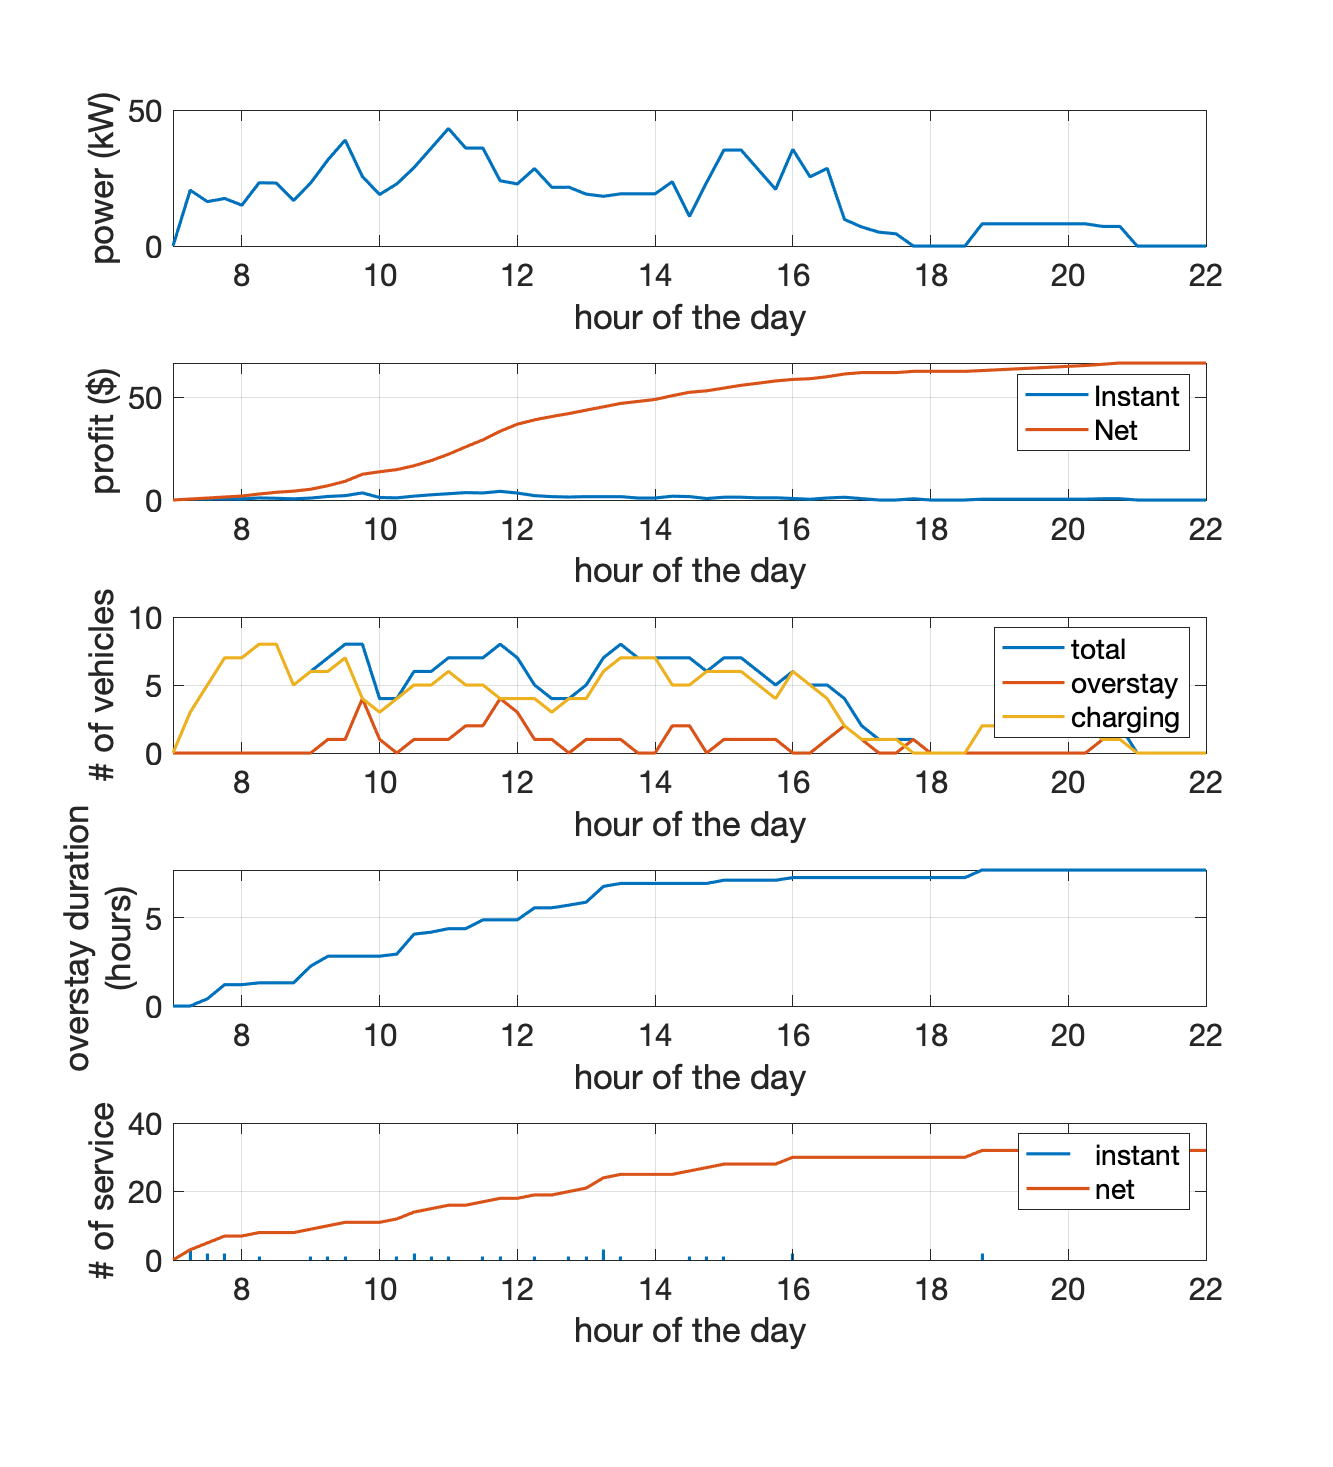 power (kW)
50
0
8 10 12 14 16 18 20 22
hour of the day
profit ($)
50
0
Instant
Net
8 10 12 14 16 18 20 22
hour of the day
# of vehicles
10
5
0
total
overstay
charging
8 10 12 14 16 18 20 22
hour of the day
overstay duration
(hours)
5
0
8 10 12 14 16 18 20 22
hour of the day
# of service
40
20
0
instant
net
8 10 12 14 16 18 20 22
hour of the day